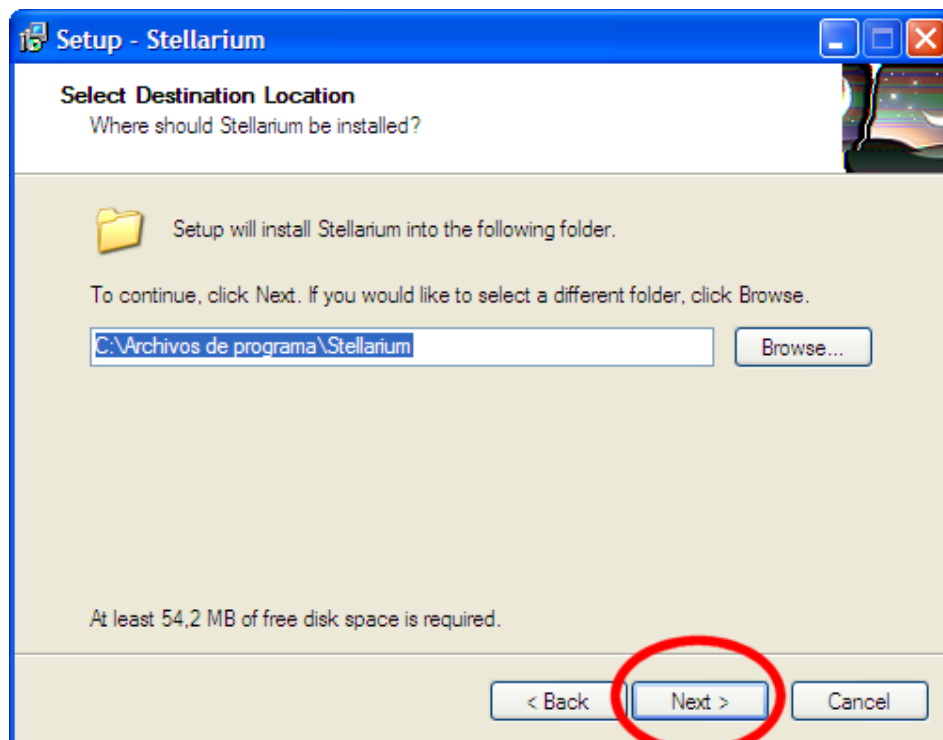 Setup - Stellarium
Select Destination Location
Where should Stellarium be installed?
Setup will install Stellarium into the following folder.
To continue, click Next. If you would like to select a different folder, click Browse.
C:\Archivos de programa\Stellarium
Browse...
At least 54,2 MB of free disk space is required.
< Back
Next >
Cancel